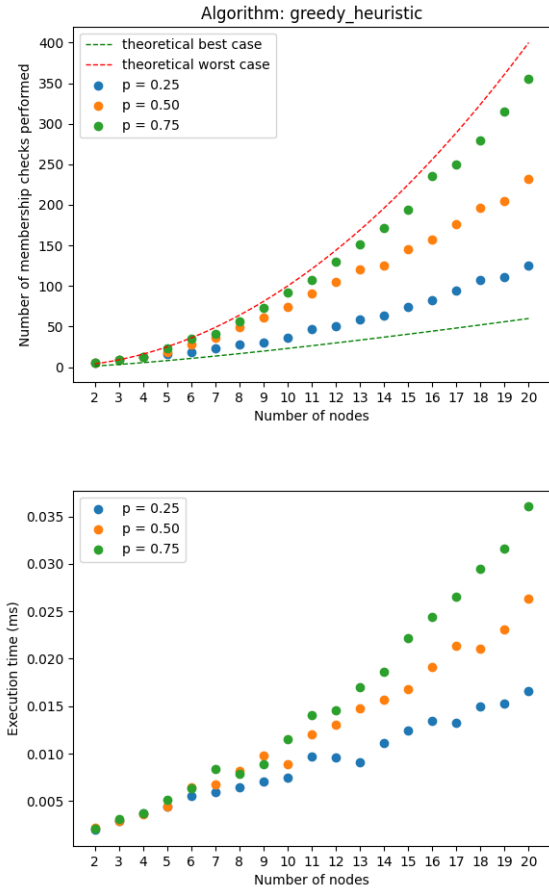 Algorithm: greedy_heuristic
Number of membership checks performed
400
350
300
250
200
150
100
50
0
theoretical best case
theoretical worst case
p = 0.25
p = 0.50
p = 0.75
2 3 4 5 6 7 8 9 10 11 12 13 14 15 16 17 18 19 20
Number of nodes
Execution time (ms)
0.035
0.030
0.025
0.020
0.015
0.010
0.005
p = 0.25
p = 0.50
p = 0.75
2 3 4 5 6 7 8 9 10 11 12 13 14 15 16 17 18 19 20
Number of nodes